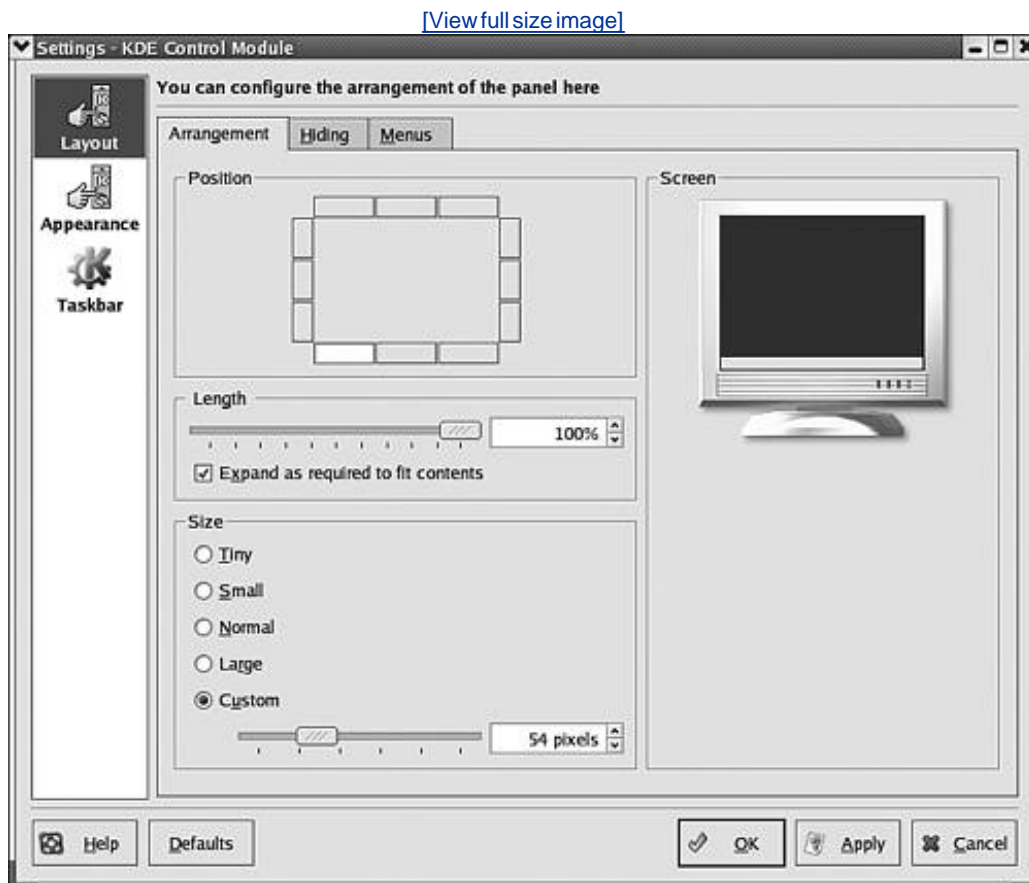 [View full size image]
Settings - KDE Control Module
You can configure the arrangement of the panel here
Layout
Appearance
Taskbar
Arrangement
Hiding
Menus
Position
Screen
Length
100%
Expand as required to fit contents
Size
Tiny
Small
Normal
Large
Custom
54 pixels
Help
Defaults
OK
Apply
Cancel